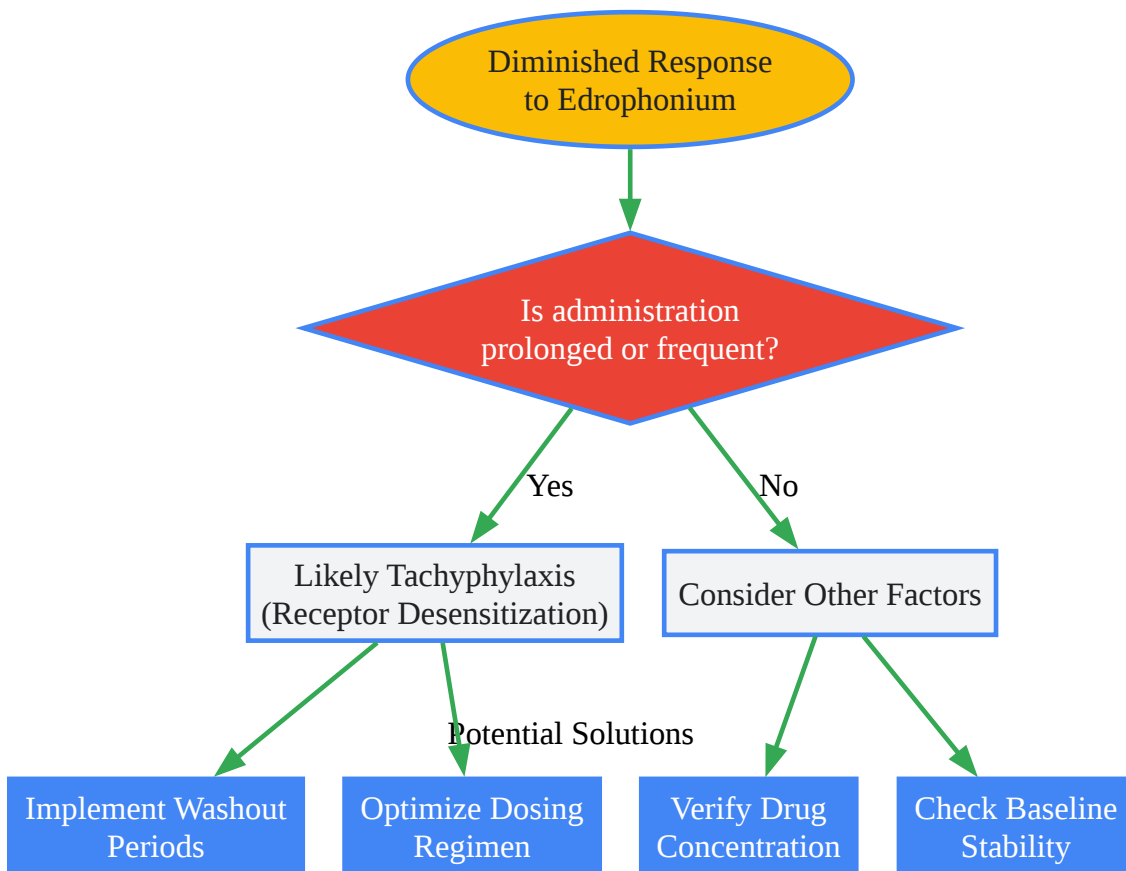 Diminished Response
to Edrophonium
Is administration
prolonged or frequent?
Yes
No
Likely Tachyphylaxis
(Receptor Desensitization)
Consider Other Factors
Potential Solutions
Implement Washout
Periods
Optimize Dosing
Regimen
Verify Drug
Concentration
Check Baseline
Stability